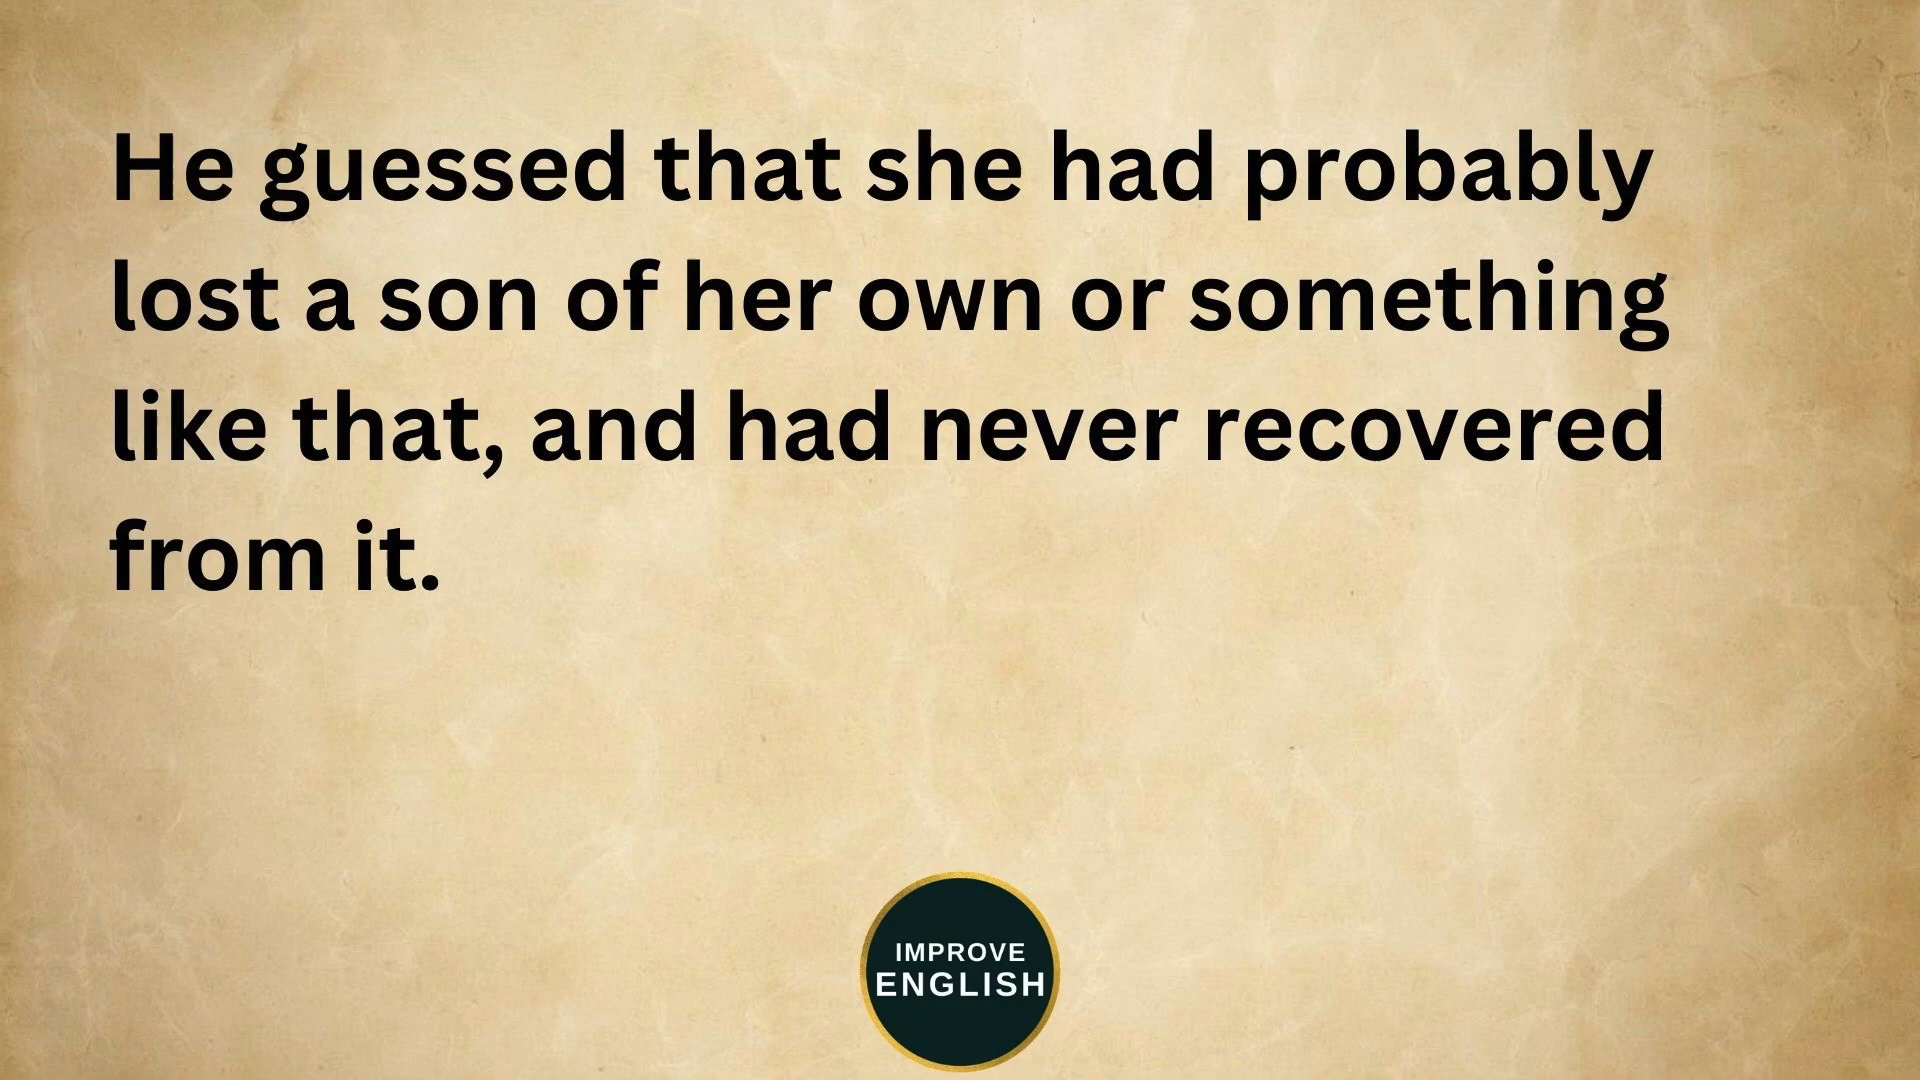 He guessed that she had probably
lost a son of her own or something
like that, and had never recovered
from it.
IMPROVE
ENGLISH